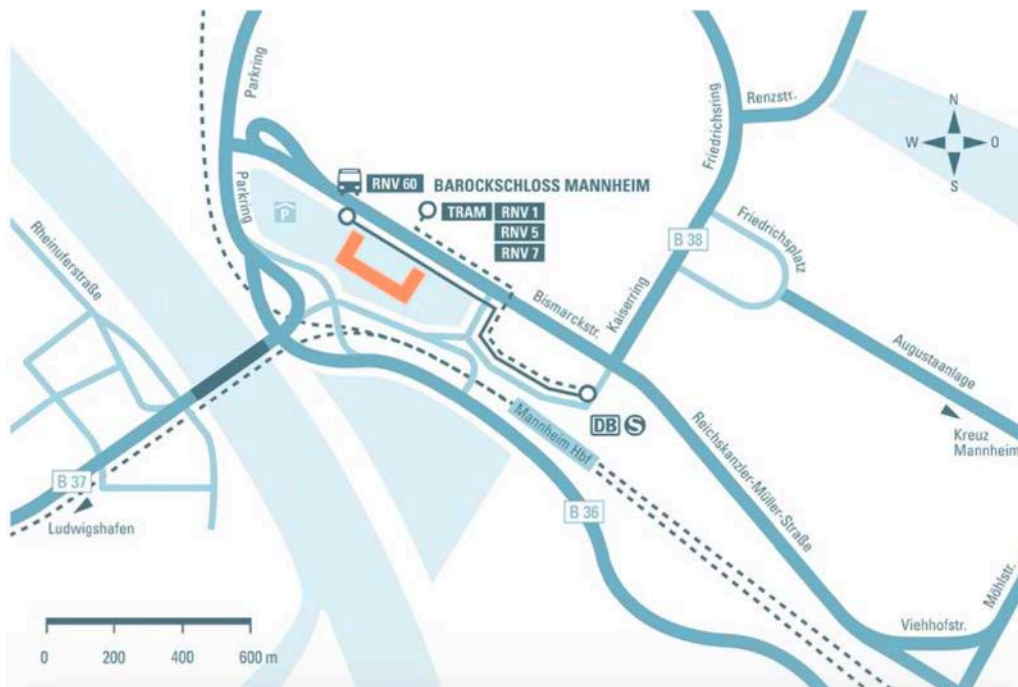 Parkring
Friedrichsring
Renzstr.
N
W
O
S
RNV 60
BAROCKSCHLOSS MANNHEIM
TRAM
RNV 1
RNV 5
RNV 7
P
Parkring
Rheinuferstraße
B 38
Friedrichsplatz
Kaiserring
Bismarckstr.
Augustaanlage
Kreuz
Mannheim
DB
S
Mannheim Hbf
Reichskanzler-Müller-Straße
B 37
Ludwigshafen
B 36
Möhlstr.
Viehhofstr.
0
200
400
600 m